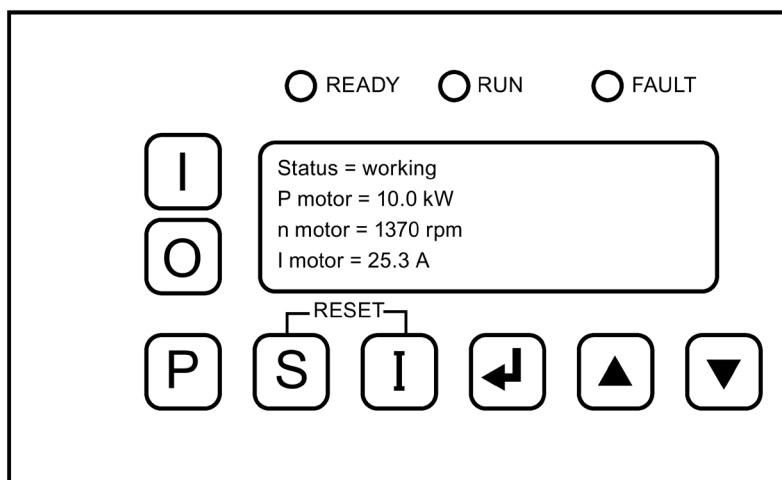 READY RUN FAULT
I
Status = working
P motor = 10.0 kW
n motor = 1370 rpm
I motor = 25.3 A
O
RESET
P S I